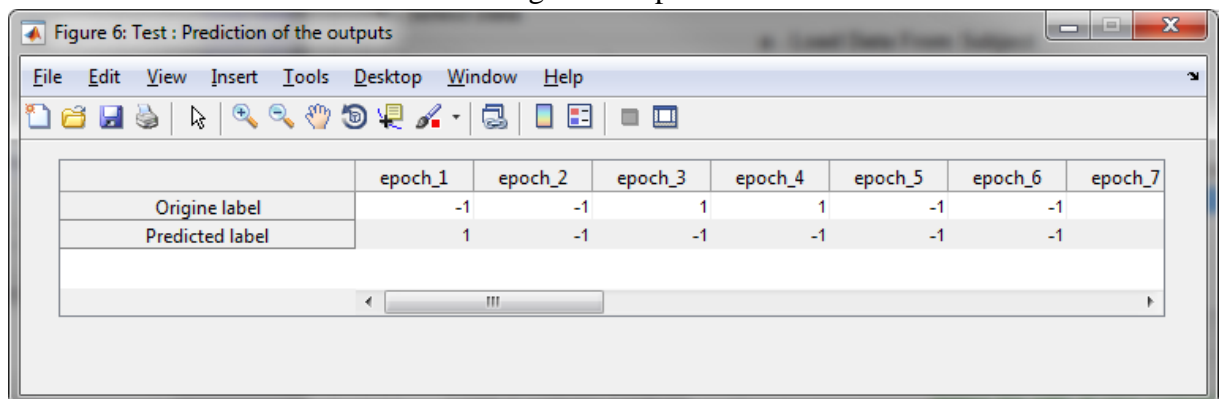 Figure 6: Test : Prediction of the outputs
File Edit View Insert Tools Desktop Window Help
epoch_1 epoch_2 epoch_3 epoch_4 epoch_5 epoch_6 epoch_7
Origine label -1 -1 1 1 -1 -1
Predicted label 1 -1 -1 -1 -1 -1